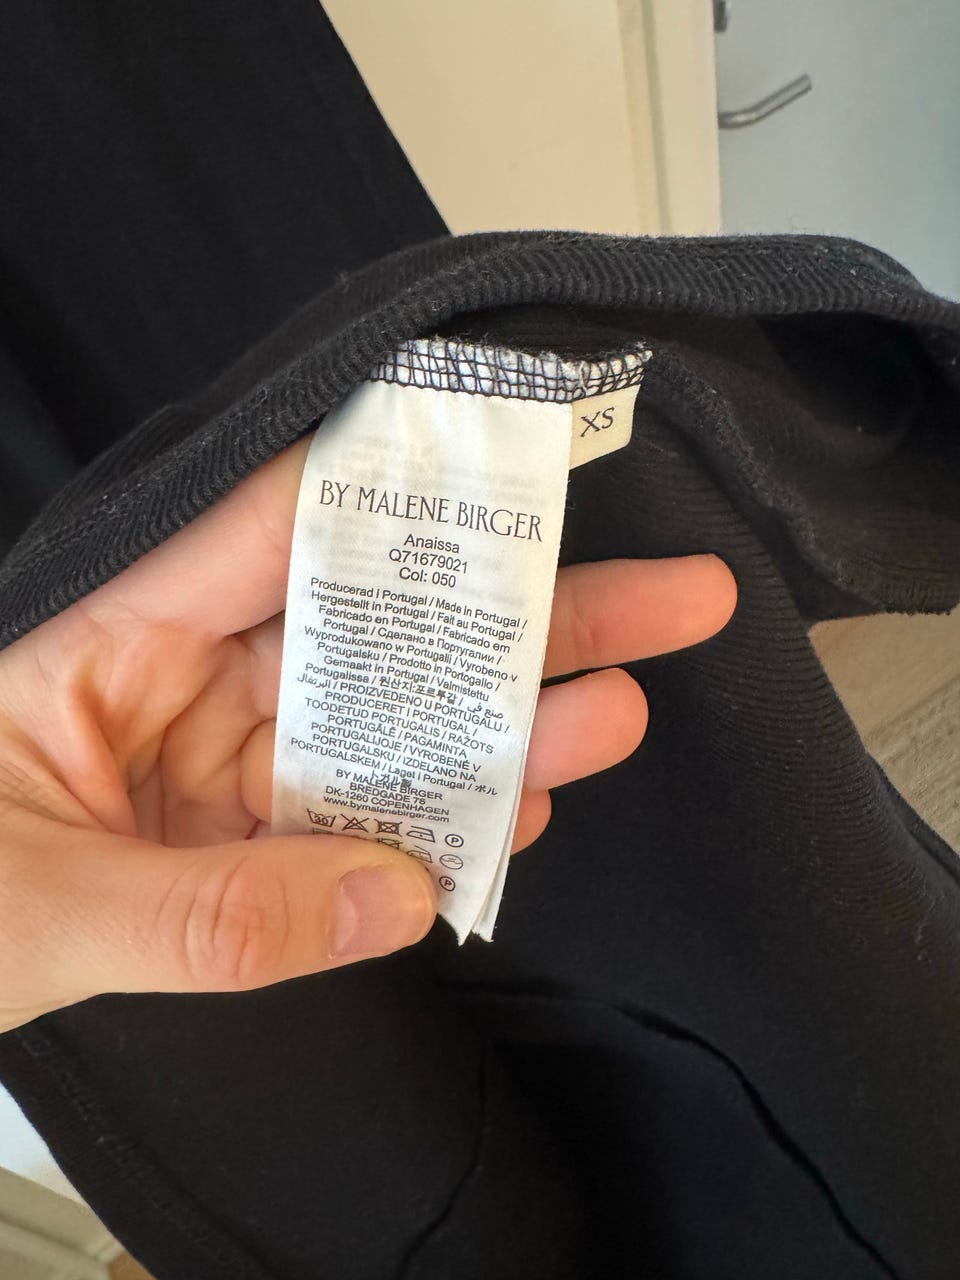 XS
BY MALENE BIRGER
Anaissa
Q71679021
Col: 050
Producerad i Portugal / Made in Portugal /
Hergestellt in Portugal / Fait au Portugal /
Fabricado en Portugal / Fabricado em
Portugal / Сделано в Португалии /
Wyprodukowano w Portugalii / Vyrobeno v
Portugalsku / Prodotto in Portogallo /
Gemaakt in Portugal / Valmistettu
Portugalissa / 원산지:포르투갈 / صنع في
البرتغال / PROIZVEDENO U PORTUGALU /
PRODUCERET I PORTUGAL /
TOODETUD PORTUGALIS / RAŽOTS
PORTUGĀLĒ / PAGAMINTA
PORTUGALIJOJE / VYROBENÉ V
PORTUGALSKU / IZDELANO NA
PORTUGALSKEM / Laget i Portugal / ポル
トガル製
BY MALENE BIRGER
BREDGADE 76
DK-1260 COPENHAGEN
www.bymalenebirger.com
30
P
P